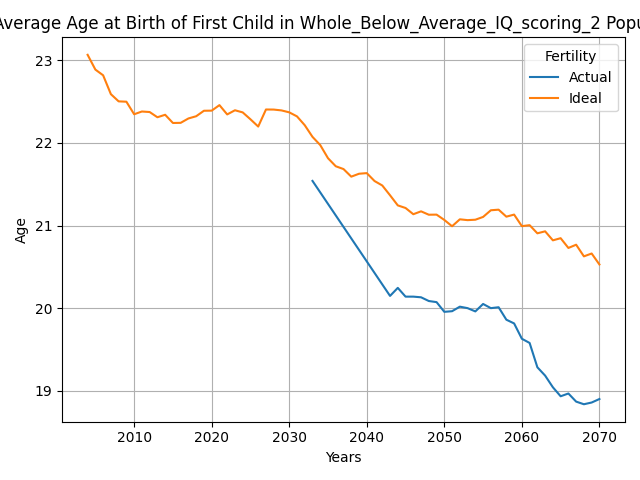 Average Age at Birth of First Child in Whole_Below_Average_IQ_scoring_2 Popu
Fertility
Actual
Ideal
Age
23
22
21
20
19
2010 2020 2030 2040 2050 2060 2070
Years